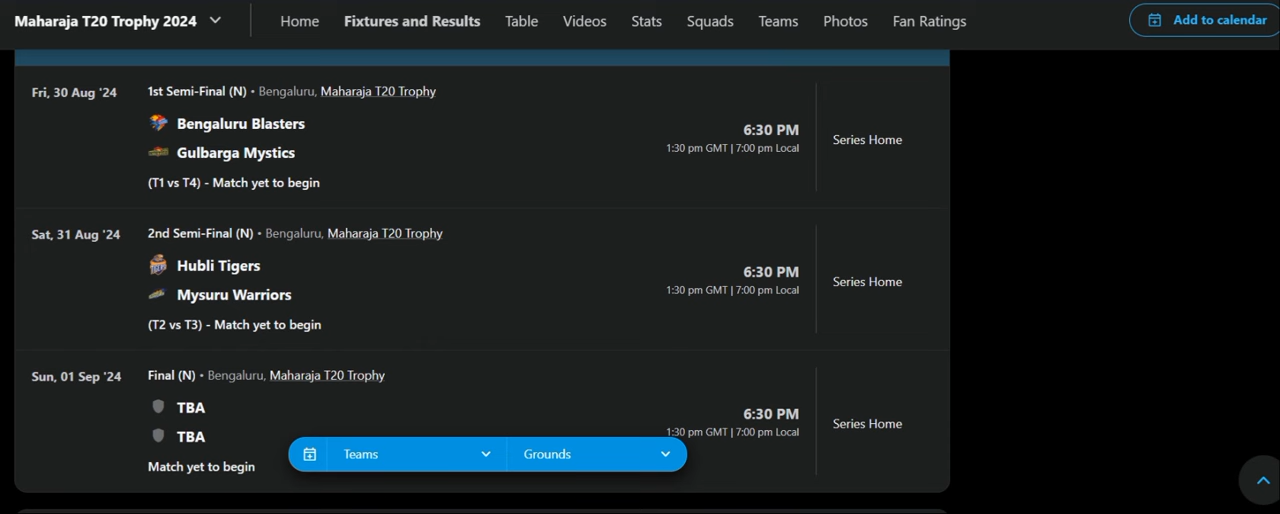 Maharaja T20 Trophy 2024 Home Fixtures and Results Table Videos Stats Squads Teams Photos Fan Ratings Add to calendar
Fri, 30 Aug '24 1st Semi-Final (N) • Bengaluru, Maharaja T20 Trophy
Bengaluru Blasters
6:30 PM
Series Home
1:30 pm GMT | 7:00 pm Local
Gulbarga Mystics
(T1 vs T4) - Match yet to begin
Sat, 31 Aug '24 2nd Semi-Final (N) • Bengaluru, Maharaja T20 Trophy
Hubli Tigers
6:30 PM
Series Home
1:30 pm GMT | 7:00 pm Local
Mysuru Warriors
(T2 vs T3) - Match yet to begin
Sun, 01 Sep '24 Final (N) • Bengaluru, Maharaja T20 Trophy
TBA
6:30 PM
Series Home
1:30 pm GMT | 7:00 pm Local
TBA
Match yet to begin
Teams Grounds